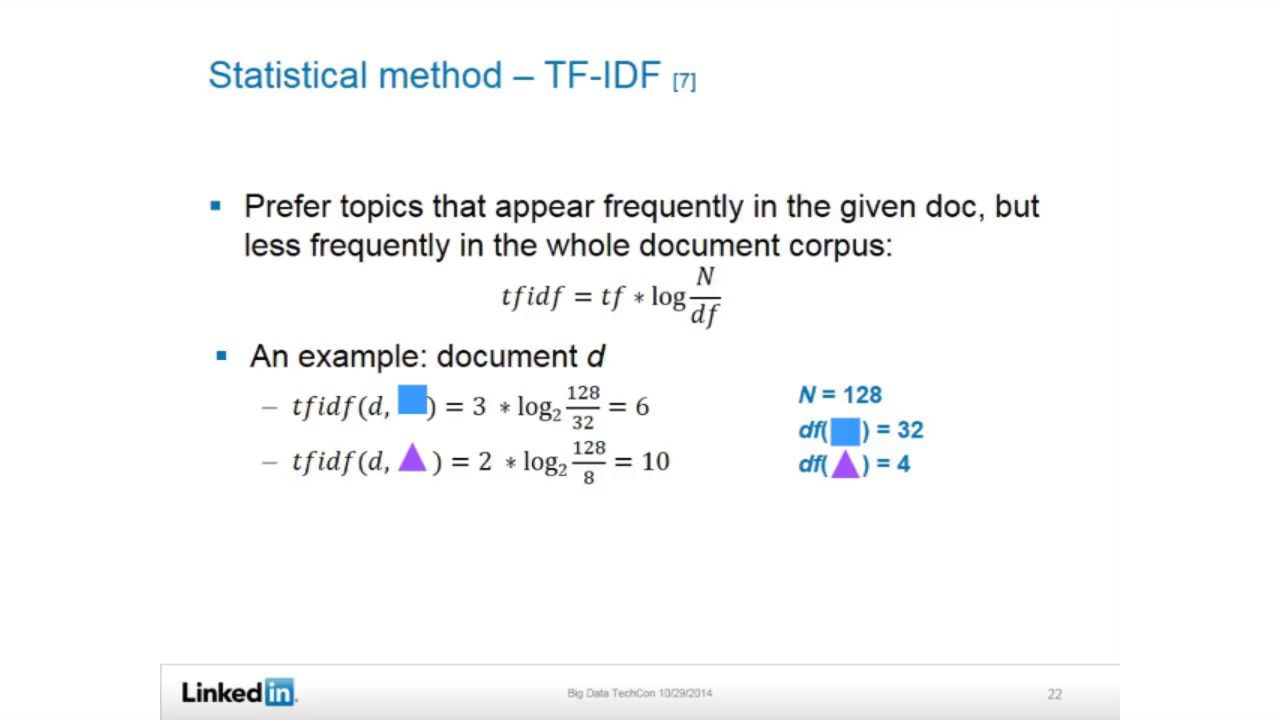 Statistical method – TF-IDF [7]
▪ Prefer topics that appear frequently in the given doc, but
less frequently in the whole document corpus:
tfidf = tf ∗ log N/df
▪ An example: document d
– tfidf(d, ■) = 3 ∗ log₂ 128/32 = 6
– tfidf(d, ▲) = 2 ∗ log₂ 128/8 = 10
N = 128
df(■) = 32
df(▲) = 4
LinkedIn.
Big Data TechCon 10/29/2014
22